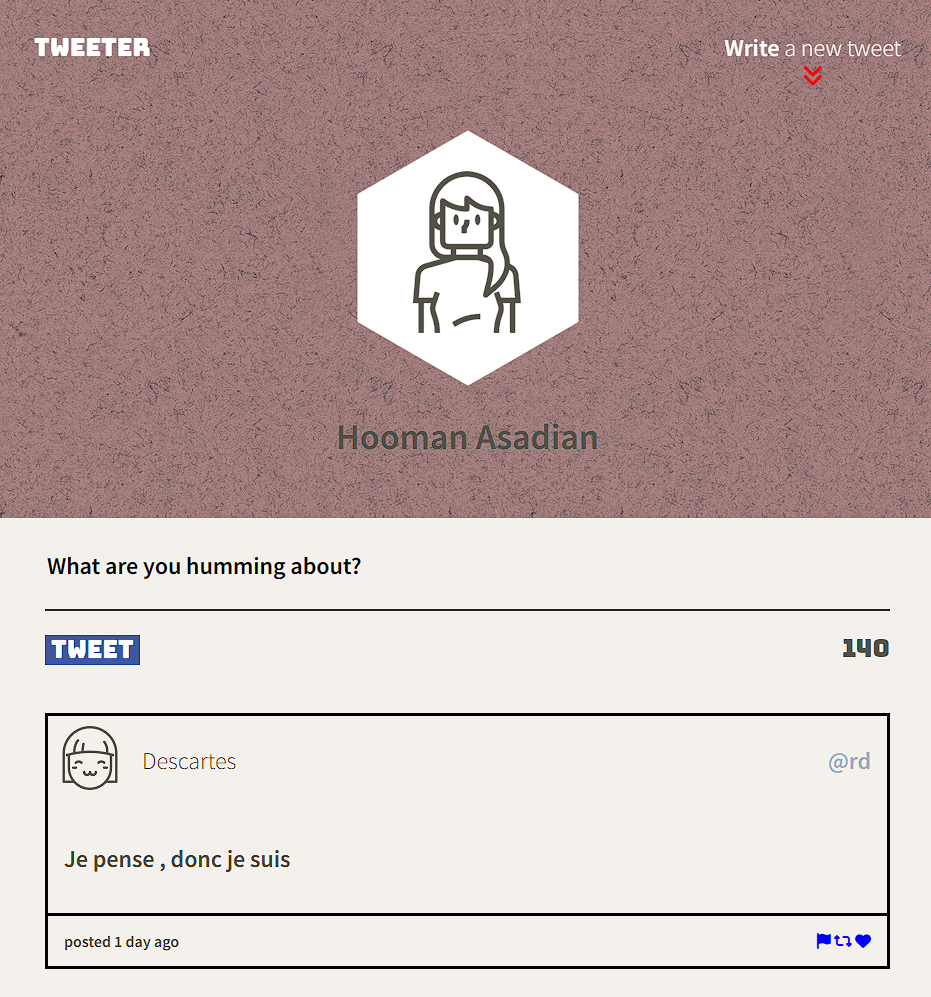 TWEETER
Write a new tweet
Hooman Asadian
What are you humming about?
TWEET
140
Descartes
@rd
Je pense , donc je suis
posted 1 day ago